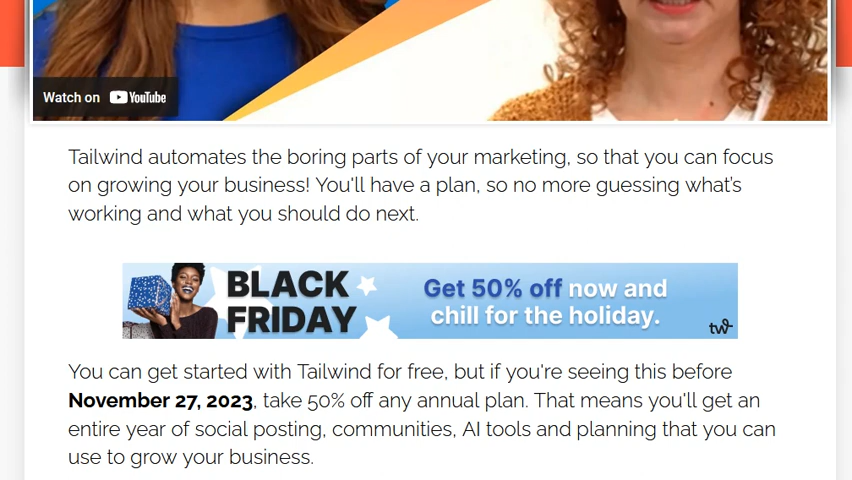 Watch on YouTube
Tailwind automates the boring parts of your marketing, so that you can focus
on growing your business! You'll have a plan, so no more guessing what's
working and what you should do next.
BLACK FRIDAY
Get 50% off now and
chill for the holiday.
tw
You can get started with Tailwind for free, but if you're seeing this before
November 27, 2023, take 50% off any annual plan. That means you'll get an
entire year of social posting, communities, AI tools and planning that you can
use to grow your business.